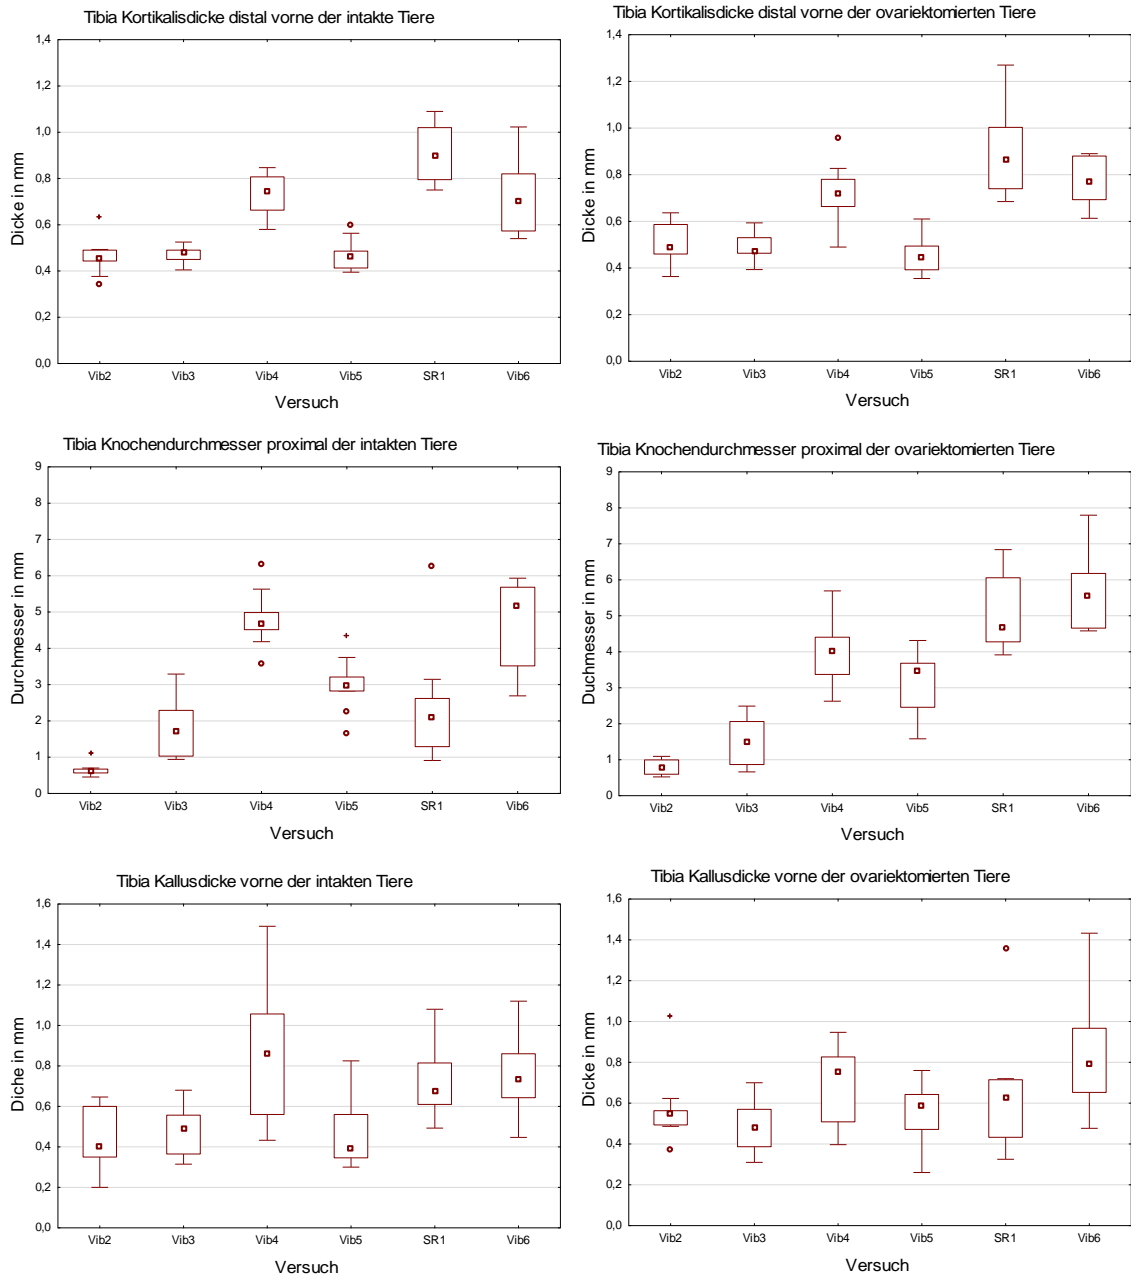 Tibia Kortikalisdicke distal vorne der intakte Tiere
Dicke in mm
1,4
1,2
1,0
0,8
0,6
0,4
0,2
0,0
Vib2 Vib3 Vib4 Vib5 SR1 Vib6
Versuch
Tibia Kortikalisdicke distal vorne der ovariektomierten Tiere
Dicke in mm
1,4
1,2
1,0
0,8
0,6
0,4
0,2
0,0
Vib2 Vib3 Vib4 Vib5 SR1 Vib6
Versuch
Tibia Knochendurchmesser proximal der intakten Tiere
Durchmesser in mm
9
8
7
6
5
4
3
2
1
0
Vib2 Vib3 Vib4 Vib5 SR1 Vib6
Versuch
Tibia Knochendurchmesser proximal der ovariektomierten Tiere
Duchmesser in mm
9
8
7
6
5
4
3
2
1
0
Vib2 Vib3 Vib4 Vib5 SR1 Vib6
Versuch
Tibia Kallusdicke vorne der intakten Tiere
Diche in mm
1,6
1,4
1,2
1,0
0,8
0,6
0,4
0,2
0,0
Vib2 Vib3 Vib4 Vib5 SR1 Vib6
Versuch
Tibia Kallusdicke vorne der ovariektomierten Tiere
Dicke in mm
1,6
1,4
1,2
1,0
0,8
0,6
0,4
0,2
0,0
Vib2 Vib3 Vib4 Vib5 SR1 Vib6
Versuch